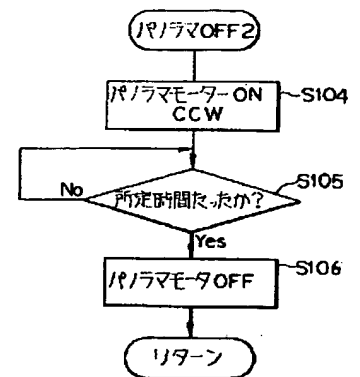 パノラマOFF2
パノラマモーターON
CCW
S104
所定時間たったか?
S105
No
Yes
パノラマモータOFF
S106
リターン